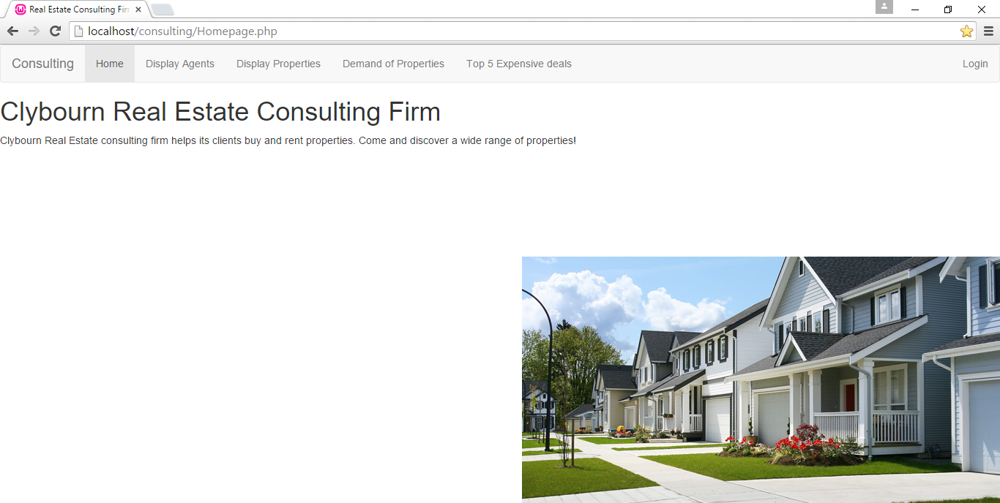 Real Estate Consulting Fir
localhost/consulting/Homepage.php
Consulting Home Display Agents Display Properties Demand of Properties Top 5 Expensive deals Login
Clybourn Real Estate Consulting Firm
Clybourn Real Estate consulting firm helps its clients buy and rent properties. Come and discover a wide range of properties!